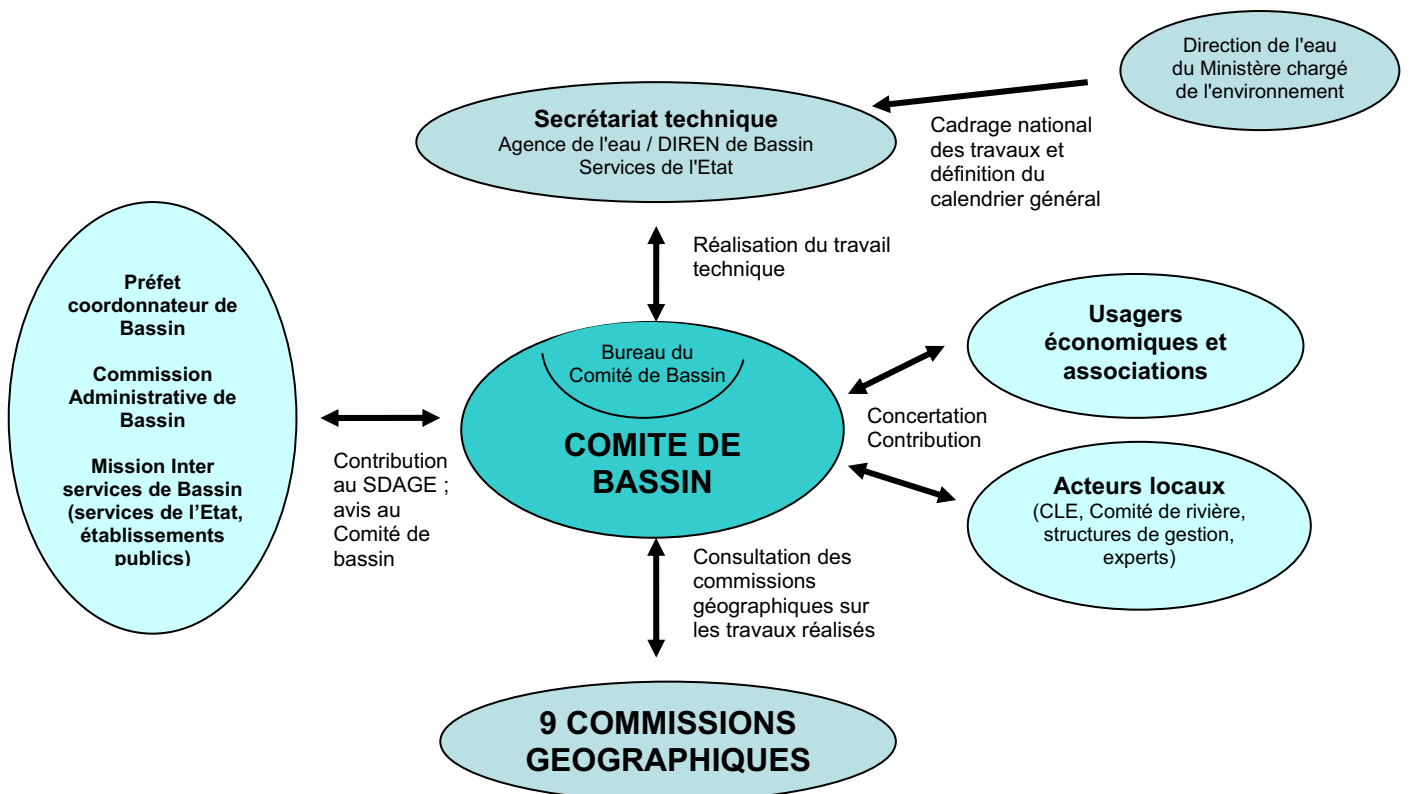 Direction de l'eau
du Ministère chargé
de l'environnement
Secrétariat technique
Agence de l'eau / DIREN de Bassin
Services de l'Etat
Cadrage national
des travaux et
définition du
calendrier général
Réalisation du travail
technique
Préfet
coordonnateur de
Bassin
Commission
Administrative de
Bassin
Mission Inter
services de Bassin
(services de l’Etat,
établissements
publics)
Contribution
au SDAGE ;
avis au
Comité de
bassin
Bureau du
Comité de Bassin
COMITE DE
BASSIN
Usagers
économiques et
associations
Concertation
Contribution
Acteurs locaux
(CLE, Comité de rivière,
structures de gestion,
experts)
Consultation des
commissions
géographiques sur
les travaux réalisés
9 COMMISSIONS
GEOGRAPHIQUES